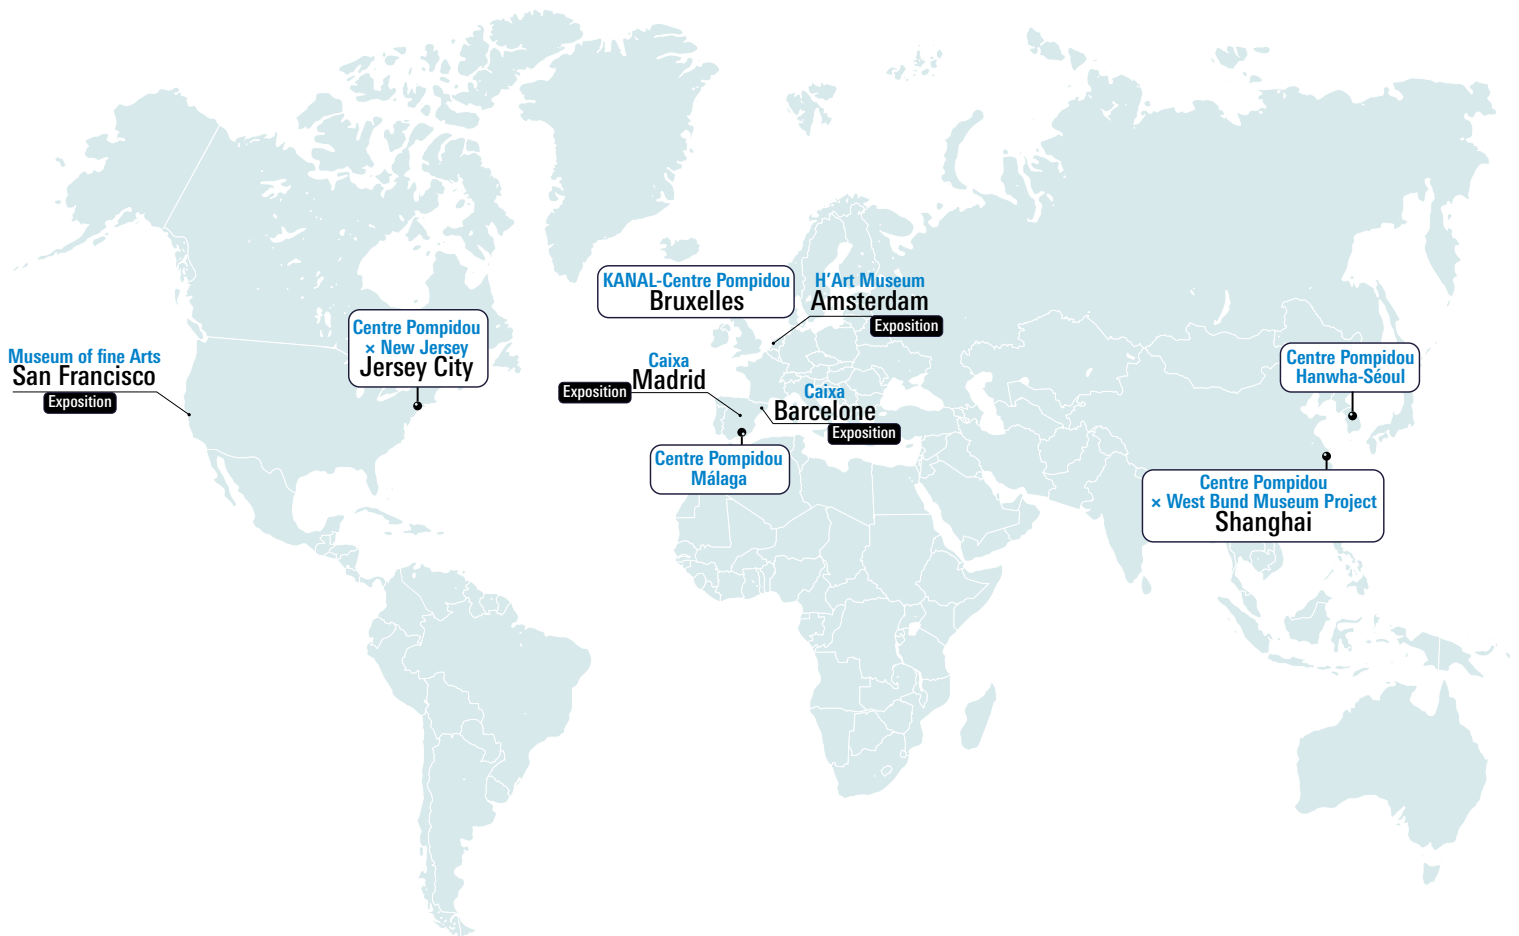 KANAL-Centre Pompidou
Bruxelles
H'Art Museum
Amsterdam
Exposition
Centre Pompidou
× New Jersey
Jersey City
Museum of fine Arts
San Francisco
Exposition
Caixa
Madrid
Exposition
Caixa
Barcelone
Exposition
Centre Pompidou
Málaga
Centre Pompidou
Hanwha-Séoul
Centre Pompidou
× West Bund Museum Project
Shanghai